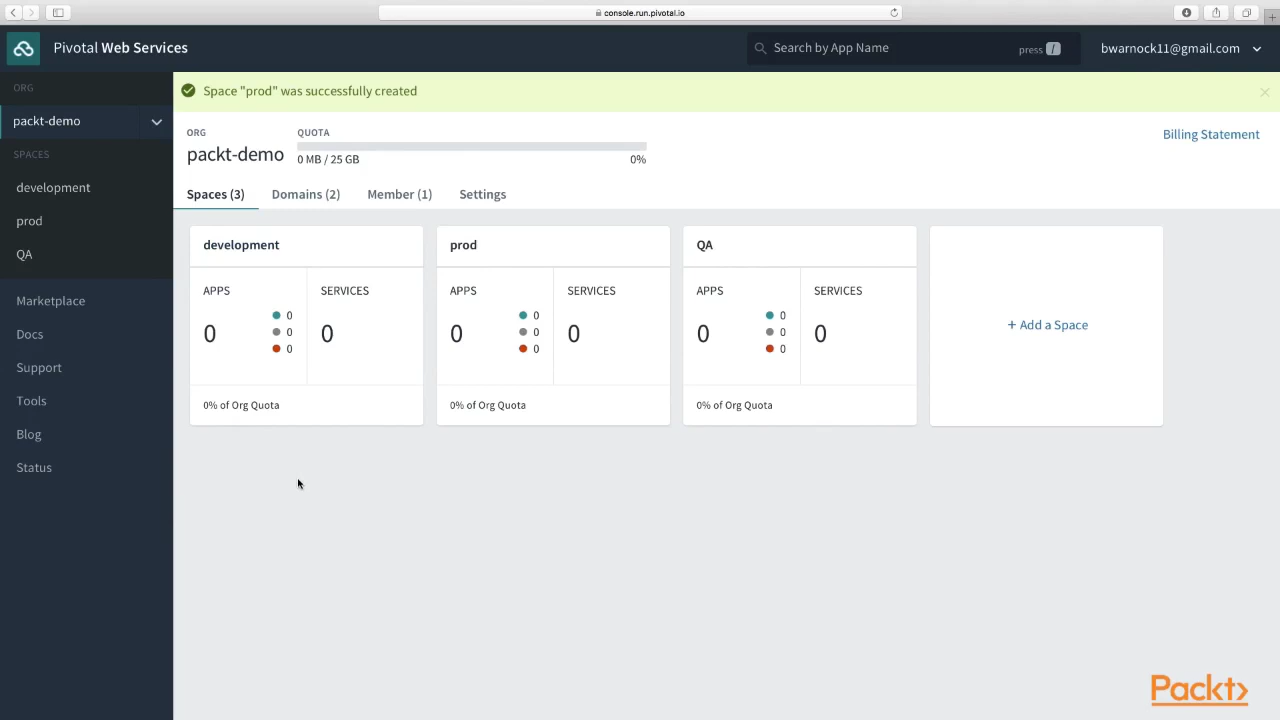 console.run.pivotal.io
Pivotal Web Services
Search by App Name
press /
bwarnock11@gmail.com
ORG
packt-demo
SPACES
development
prod
QA
Marketplace
Docs
Support
Tools
Blog
Status
Space "prod" was successfully created
ORG
packt-demo
QUOTA
0 MB / 25 GB
0%
Billing Statement
Spaces (3)
Domains (2)
Member (1)
Settings
development
APPS
0
0
0
0
SERVICES
0
0% of Org Quota
prod
APPS
0
0
0
0
SERVICES
0
0% of Org Quota
QA
APPS
0
0
0
0
SERVICES
0
0% of Org Quota
+ Add a Space
Packt>